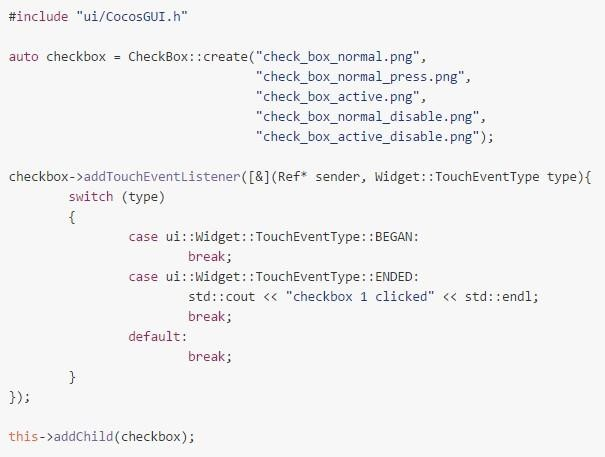 #include "ui/CocosGUI.h"

auto checkbox = CheckBox::create("check_box_normal.png",
                                 "check_box_normal_press.png",
                                 "check_box_active.png",
                                 "check_box_normal_disable.png",
                                 "check_box_active_disable.png");

checkbox->addTouchEventListener([&](Ref* sender, Widget::TouchEventType type){
        switch (type)
        {
                case ui::Widget::TouchEventType::BEGAN:
                        break;
                case ui::Widget::TouchEventType::ENDED:
                        std::cout << "checkbox 1 clicked" << std::endl;
                        break;
                default:
                        break;
        }
});

this->addChild(checkbox);